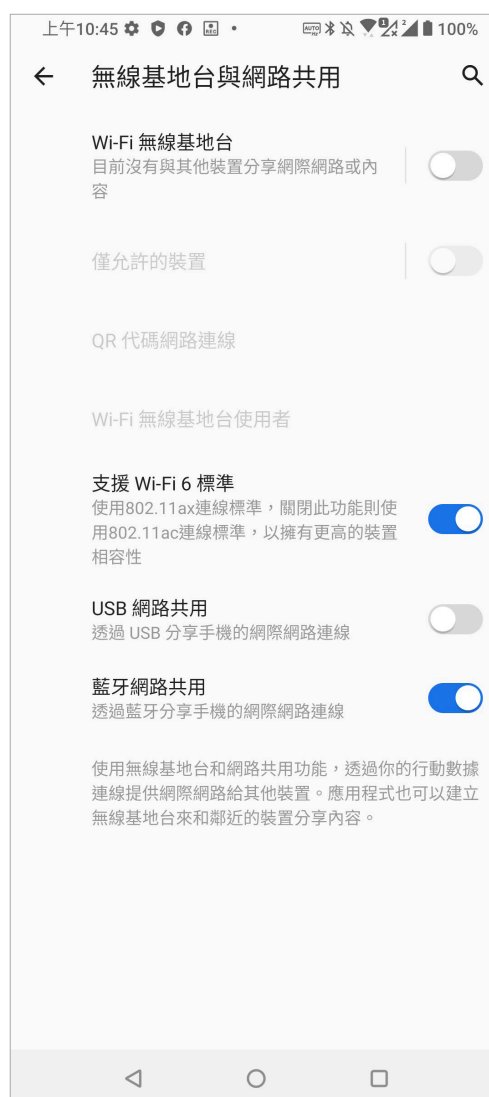 上午10:45
100%
無線基地台與網路共用
Wi-Fi 無線基地台
目前沒有與其他裝置分享網際網路或內
容
僅允許的裝置
QR 代碼網路連線
Wi-Fi 無線基地台使用者
支援 Wi-Fi 6 標準
使用802.11ax連線標準，關閉此功能則使
用802.11ac連線標準，以擁有更高的裝置
相容性
USB 網路共用
透過 USB 分享手機的網際網路連線
藍牙網路共用
透過藍牙分享手機的網際網路連線
使用無線基地台和網路共用功能，透過你的行動數據
連線提供網際網路給其他裝置。應用程式也可以建立
無線基地台來和鄰近的裝置分享內容。